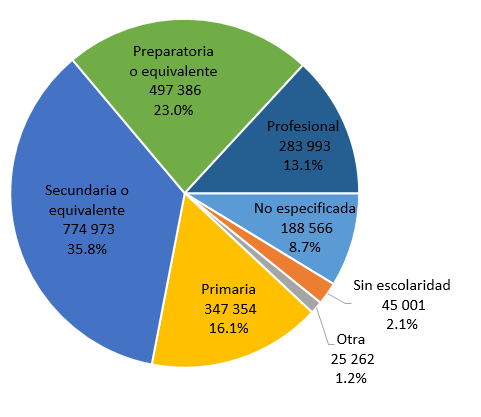 Preparatoria
o equivalente
497 386
23.0%
Profesional
283 993
13.1%
Secundaria o
equivalente
774 973
35.8%
No especificada
188 566
8.7%
Primaria
347 354
16.1%
Sin escolaridad
45 001
2.1%
Otra
25 262
1.2%